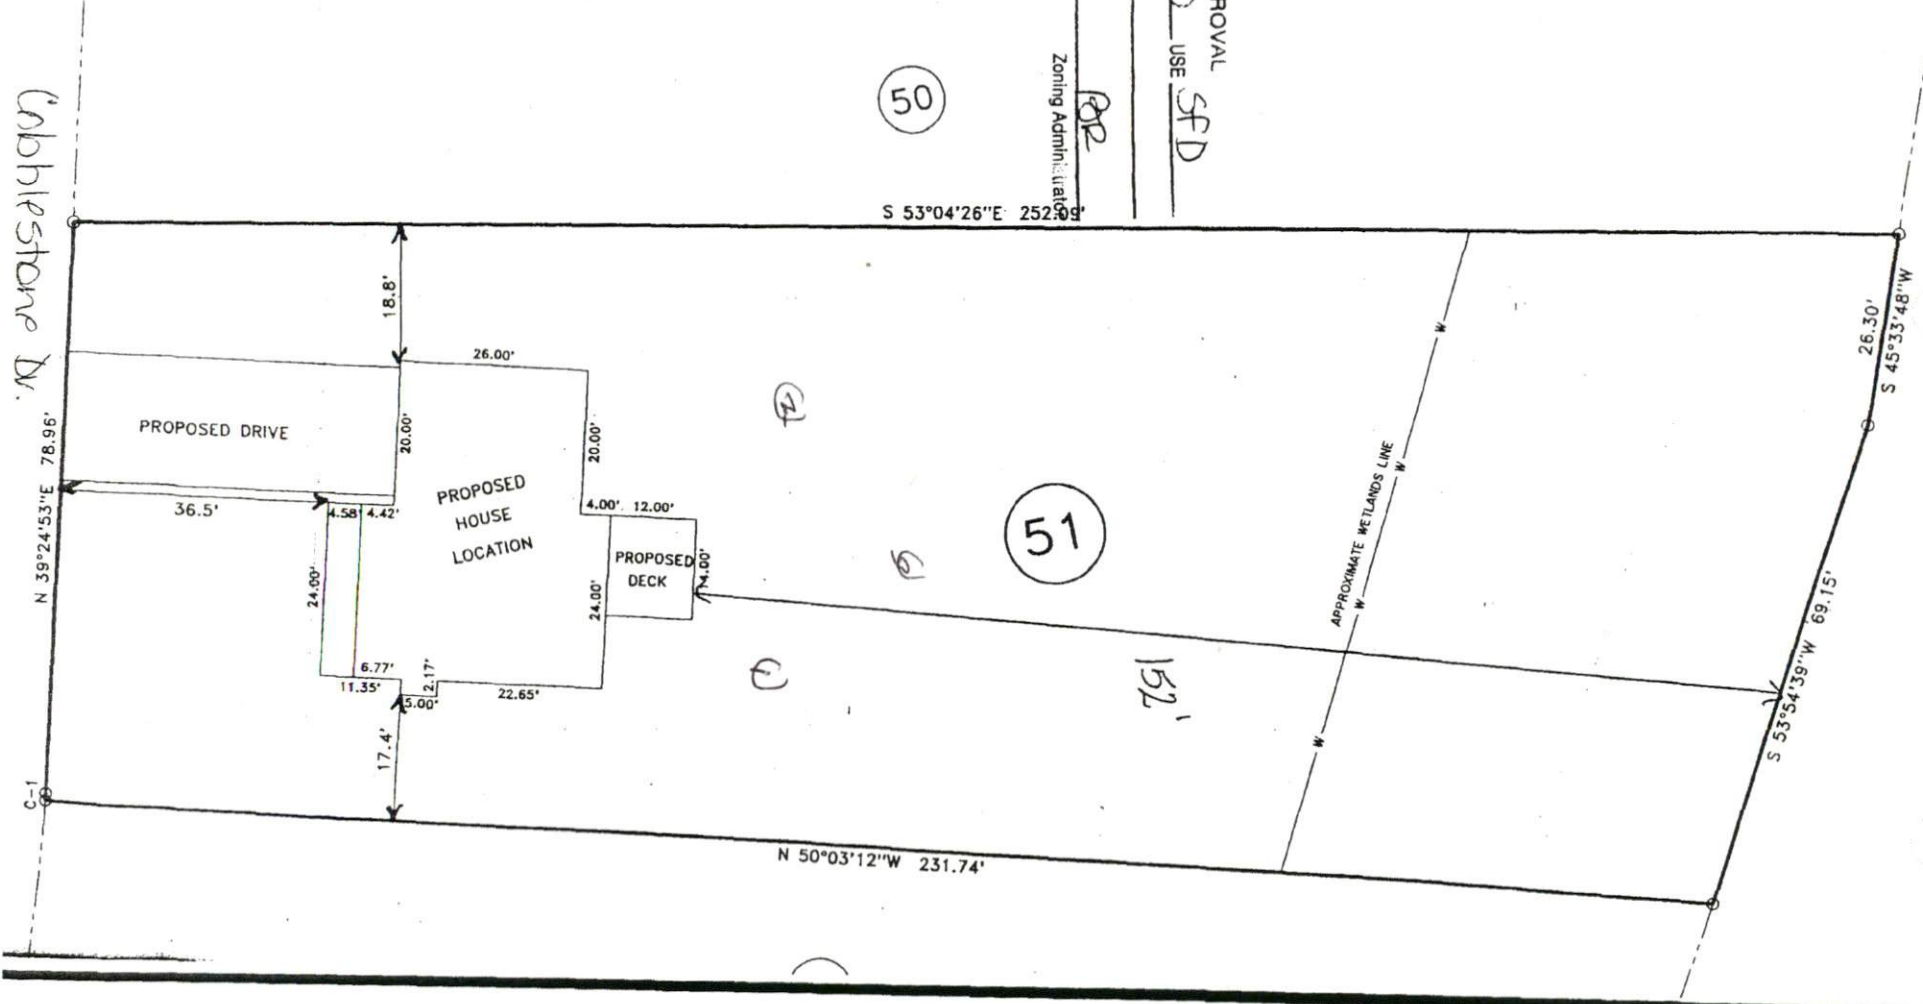 ROVAL
USE SFD
BR
Zoning Administrator
50
Cobblestone Dr.
S 53°04'26"E 252.09'
18.8'
26.00'
26.30'
S 45°33'48"W
PROPOSED DRIVE
20.00'
20.00'
N 39°24'53"E 78.96'
36.5'
4.58' 4.42'
PROPOSED
HOUSE
LOCATION
4.00' 12.00'
PROPOSED
DECK
14.00'
24.00'
24.00'
51
APPROXIMATE WETLANDS LINE
W
W
W
W
S 53°54'39"W 69.15'
152'
6.77'
11.35'
2.17'
5.00'
22.65'
17.4'
C-1
N 50°03'12"W 231.74'